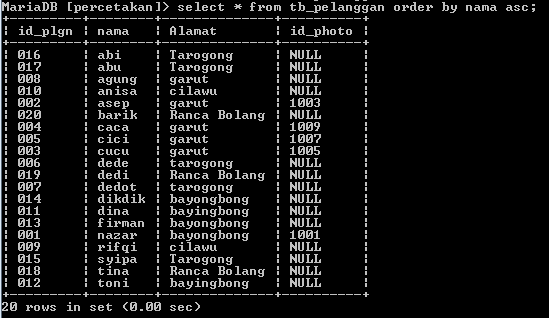 MariaDB [percetakan]> select * from tb_pelanggan order by nama asc;
+---------+--------+--------------+----------+
| id_plgn | nama   | Alamat       | id_photo |
+---------+--------+--------------+----------+
| 016     | abi    | Tarogong     | NULL     |
| 017     | abu    | Tarogong     | NULL     |
| 008     | agung  | garut        | NULL     |
| 010     | anisa  | cilawu       | NULL     |
| 002     | asep   | garut        | 1003     |
| 020     | barik  | Ranca Bolang | NULL     |
| 004     | caca   | garut        | 1009     |
| 005     | cici   | garut        | 1007     |
| 003     | cucu   | garut        | 1005     |
| 006     | dede   | tarogong     | NULL     |
| 019     | dedi   | Ranca Bolang | NULL     |
| 007     | dedot  | tarogong     | NULL     |
| 014     | dikdik | bayongbong   | NULL     |
| 011     | dina   | bayingbong   | NULL     |
| 013     | firman | bayongbong   | NULL     |
| 001     | nazar  | bayongbong   | 1001     |
| 009     | rifqi  | cilawu       | NULL     |
| 015     | syipa  | Tarogong     | NULL     |
| 018     | tina   | Ranca Bolang | NULL     |
| 012     | toni   | bayingbong   | NULL     |
+---------+--------+--------------+----------+
20 rows in set (0.00 sec)